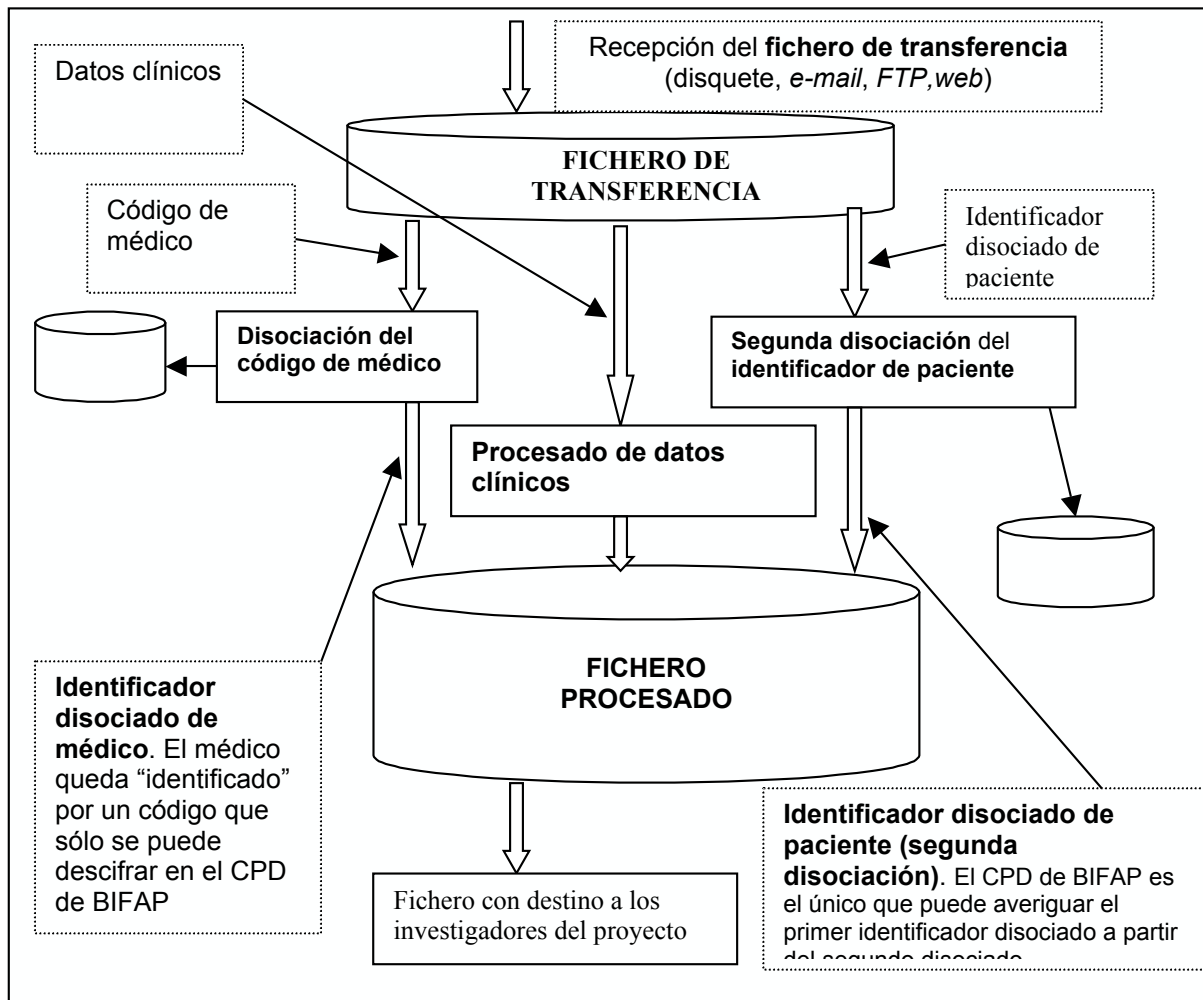 Recepción del fichero de transferencia
(disquete, e-mail, FTP,web)
Datos clínicos
FICHERO DE
TRANSFERENCIA
Código de
médico
Identificador
disociado de
paciente
Disociación del
código de médico
Segunda disociación del
identificador de paciente
Procesado de datos
clínicos
FICHERO
PROCESADO
Identificador
disociado de
médico. El médico
queda “identificado”
por un código que
sólo se puede
descifrar en el CPD
de BIFAP
Identificador disociado de
paciente (segunda
disociación). El CPD de BIFAP es
el único que puede averiguar el
primer identificador disociado a partir
del segundo disociado
Fichero con destino a los
investigadores del proyecto